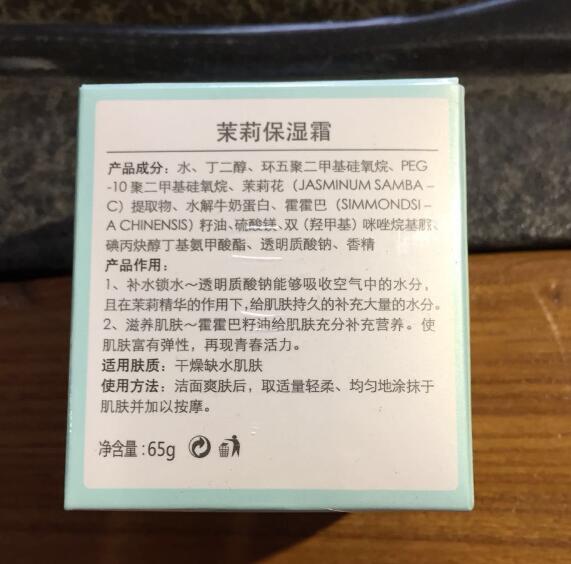 茉莉保湿霜
产品成分：水、丁二醇、环五聚二甲基硅氧烷、PEG
-10聚二甲基硅氧烷、茉莉花（JASMINUM SAMBA－
C）提取物、水解牛奶蛋白、霍霍巴（SIMMONDSI－
A CHINENSIS）籽油、硫酸镁、双（羟甲基）咪唑烷基脲、
碘丙炔醇丁基氨甲酸酯、透明质酸钠、香精
产品作用：
1、补水锁水～透明质酸钠能够吸收空气中的水分，
且在茉莉精华的作用下,给肌肤持久的补充大量的水分。
2、滋养肌肤～霍霍巴籽油给肌肤充分补充营养。使
肌肤富有弹性，再现青春活力。
适用肤质：干燥缺水肌肤
使用方法：洁面爽肤后，取适量轻柔、均匀地涂抹于
肌肤并加以按摩。
净含量：65g